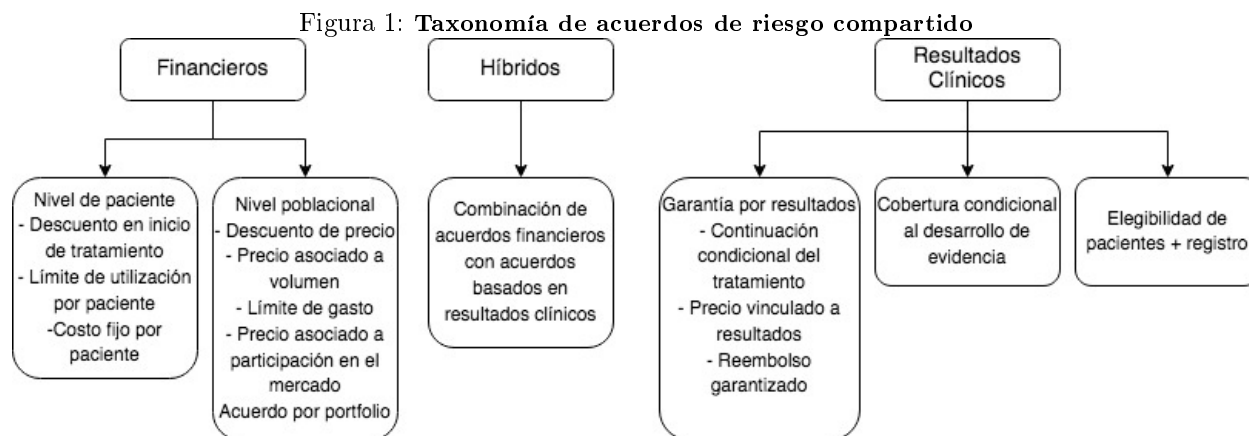 Figura 1: Taxonomía de acuerdos de riesgo compartido
Financieros
Nivel de paciente
- Descuento en inicio
de tratamiento
- Límite de utilización
por paciente
-Costo fijo por
paciente
Nivel poblacional
- Descuento de precio
- Precio asociado a
volumen
- Límite de gasto
- Precio asociado a
participación en el
mercado
Acuerdo por portfolio
Híbridos
Combinación de
acuerdos financieros
con acuerdos
basados en
resultados clínicos
Resultados
Clínicos
Garantía por resultados
- Continuación
condicional del
tratamiento
- Precio vinculado a
resultados
- Reembolso
garantizado
Cobertura condicional
al desarrollo de
evidencia
Elegibilidad de
pacientes + registro